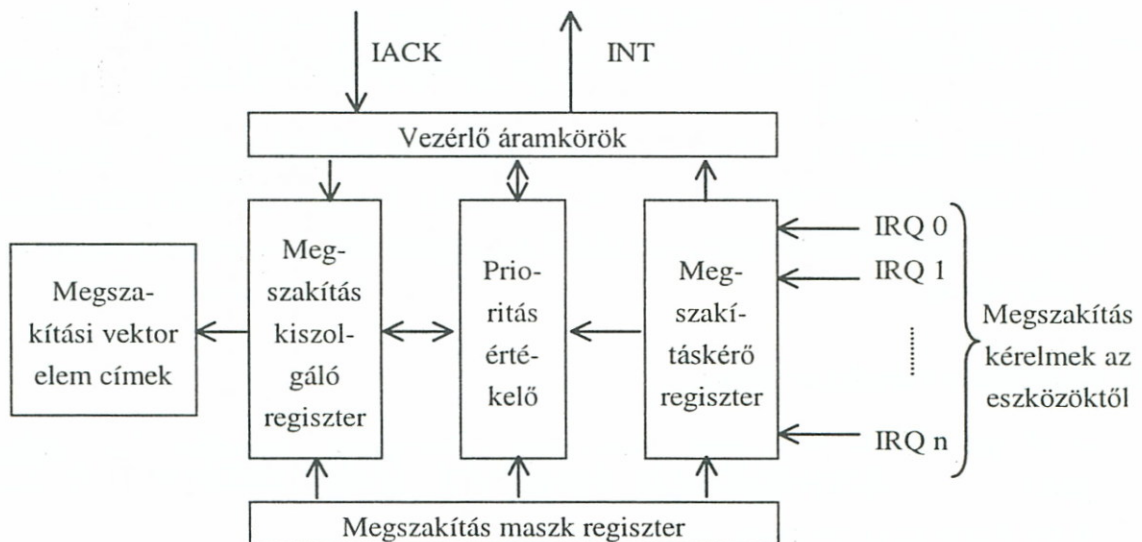 IACK
INT
Vezérlő áramkörök
Megsza-
kítási vektor
elem címek
Meg-
szakítás
kiszol-
gáló
regiszter
Prio-
ritás
érté-
kelő
Meg-
szakí-
táskérő
regiszter
IRQ 0
IRQ 1
IRQ n
Megszakítás
kérelmek az
eszközöktől
Megszakítás maszk regiszter